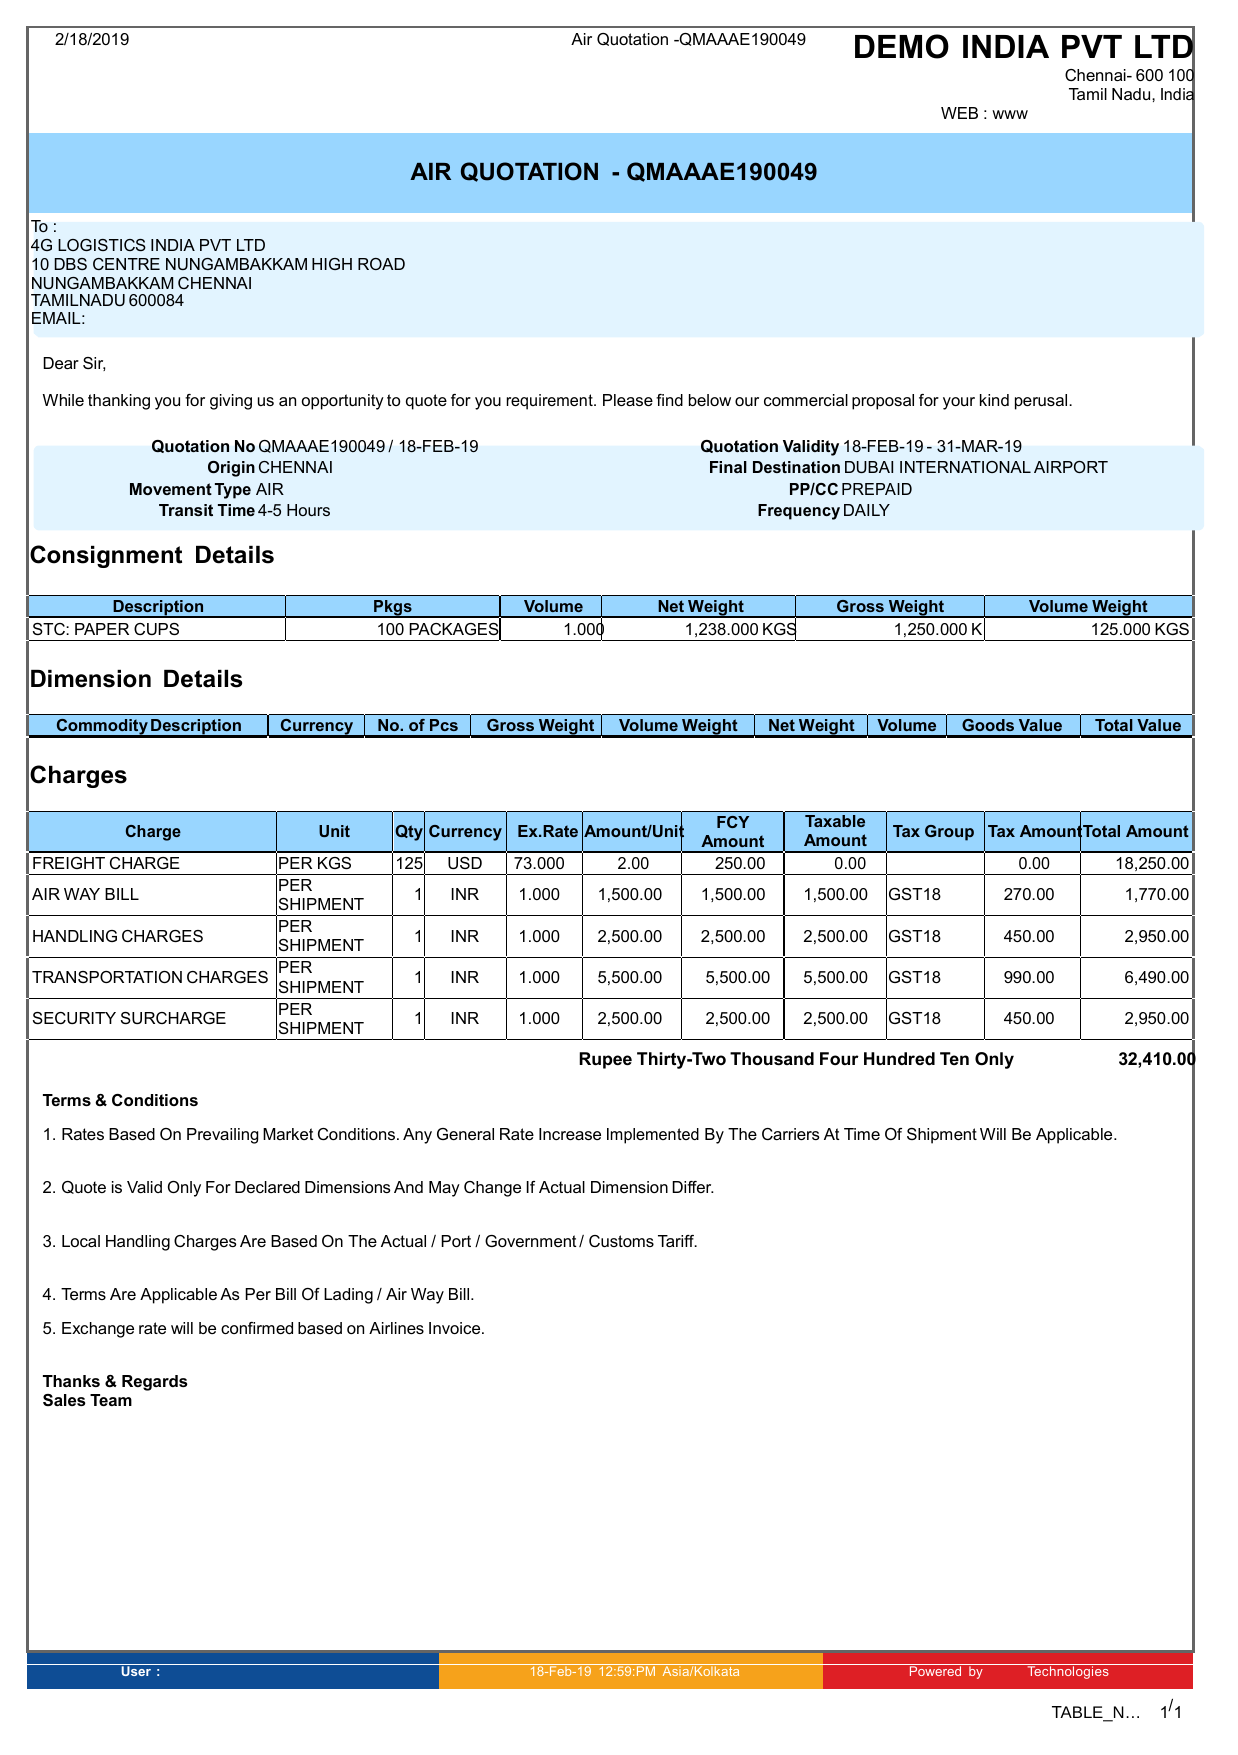 2/18/2019 Air Quotation -QMAAAE190049 DEMO INDIA PVT LTD
Chennai- 600 100
Tamil Nadu, India
WEB : www
AIR QUOTATION - QMAAAE190049
To :
4G LOGISTICS INDIA PVT LTD
10 DBS CENTRE NUNGAMBAKKAM HIGH ROAD
NUNGAMBAKKAM CHENNAI
TAMILNADU 600084
EMAIL:
Dear Sir,
While thanking you for giving us an opportunity to quote for you requirement. Please find below our commercial proposal for your kind perusal.
Quotation No QMAAAE190049 / 18-FEB-19 Quotation Validity 18-FEB-19 - 31-MAR-19
Origin CHENNAI Final Destination DUBAI INTERNATIONAL AIRPORT
Movement Type AIR PP/CC PREPAID
Transit Time 4-5 Hours Frequency DAILY
Consignment Details
Description Pkgs Volume Net Weight Gross Weight Volume Weight
STC: PAPER CUPS 100 PACKAGES 1.000 1,238.000 KGS 1,250.000 K 125.000 KGS
Dimension Details
Commodity Description Currency No. of Pcs Gross Weight Volume Weight Net Weight Volume Goods Value Total Value
Charges
Charge Unit Qty Currency Ex.Rate Amount/Unit FCY Amount Taxable Amount Tax Group Tax Amount Total Amount
FREIGHT CHARGE PER KGS 125 USD 73.000 2.00 250.00 0.00 0.00 18,250.00
AIR WAY BILL PER SHIPMENT 1 INR 1.000 1,500.00 1,500.00 1,500.00 GST18 270.00 1,770.00
HANDLING CHARGES PER SHIPMENT 1 INR 1.000 2,500.00 2,500.00 2,500.00 GST18 450.00 2,950.00
TRANSPORTATION CHARGES PER SHIPMENT 1 INR 1.000 5,500.00 5,500.00 5,500.00 GST18 990.00 6,490.00
SECURITY SURCHARGE PER SHIPMENT 1 INR 1.000 2,500.00 2,500.00 2,500.00 GST18 450.00 2,950.00
Rupee Thirty-Two Thousand Four Hundred Ten Only 32,410.00
Terms & Conditions
1. Rates Based On Prevailing Market Conditions. Any General Rate Increase Implemented By The Carriers At Time Of Shipment Will Be Applicable.
2. Quote is Valid Only For Declared Dimensions And May Change If Actual Dimension Differ.
3. Local Handling Charges Are Based On The Actual / Port / Government / Customs Tariff.
4. Terms Are Applicable As Per Bill Of Lading / Air Way Bill.
5. Exchange rate will be confirmed based on Airlines Invoice.
Thanks & Regards
Sales Team
User : 18-Feb-19 12:59:PM Asia/Kolkata Powered by Technologies
TABLE_N… 1/1